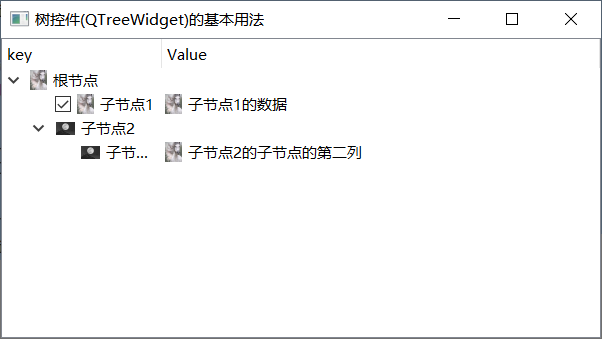 树控件(QTreeWidget)的基本用法
key Value
根节点
子节点1 子节点1的数据
子节点2
子节... 子节点2的子节点的第二列